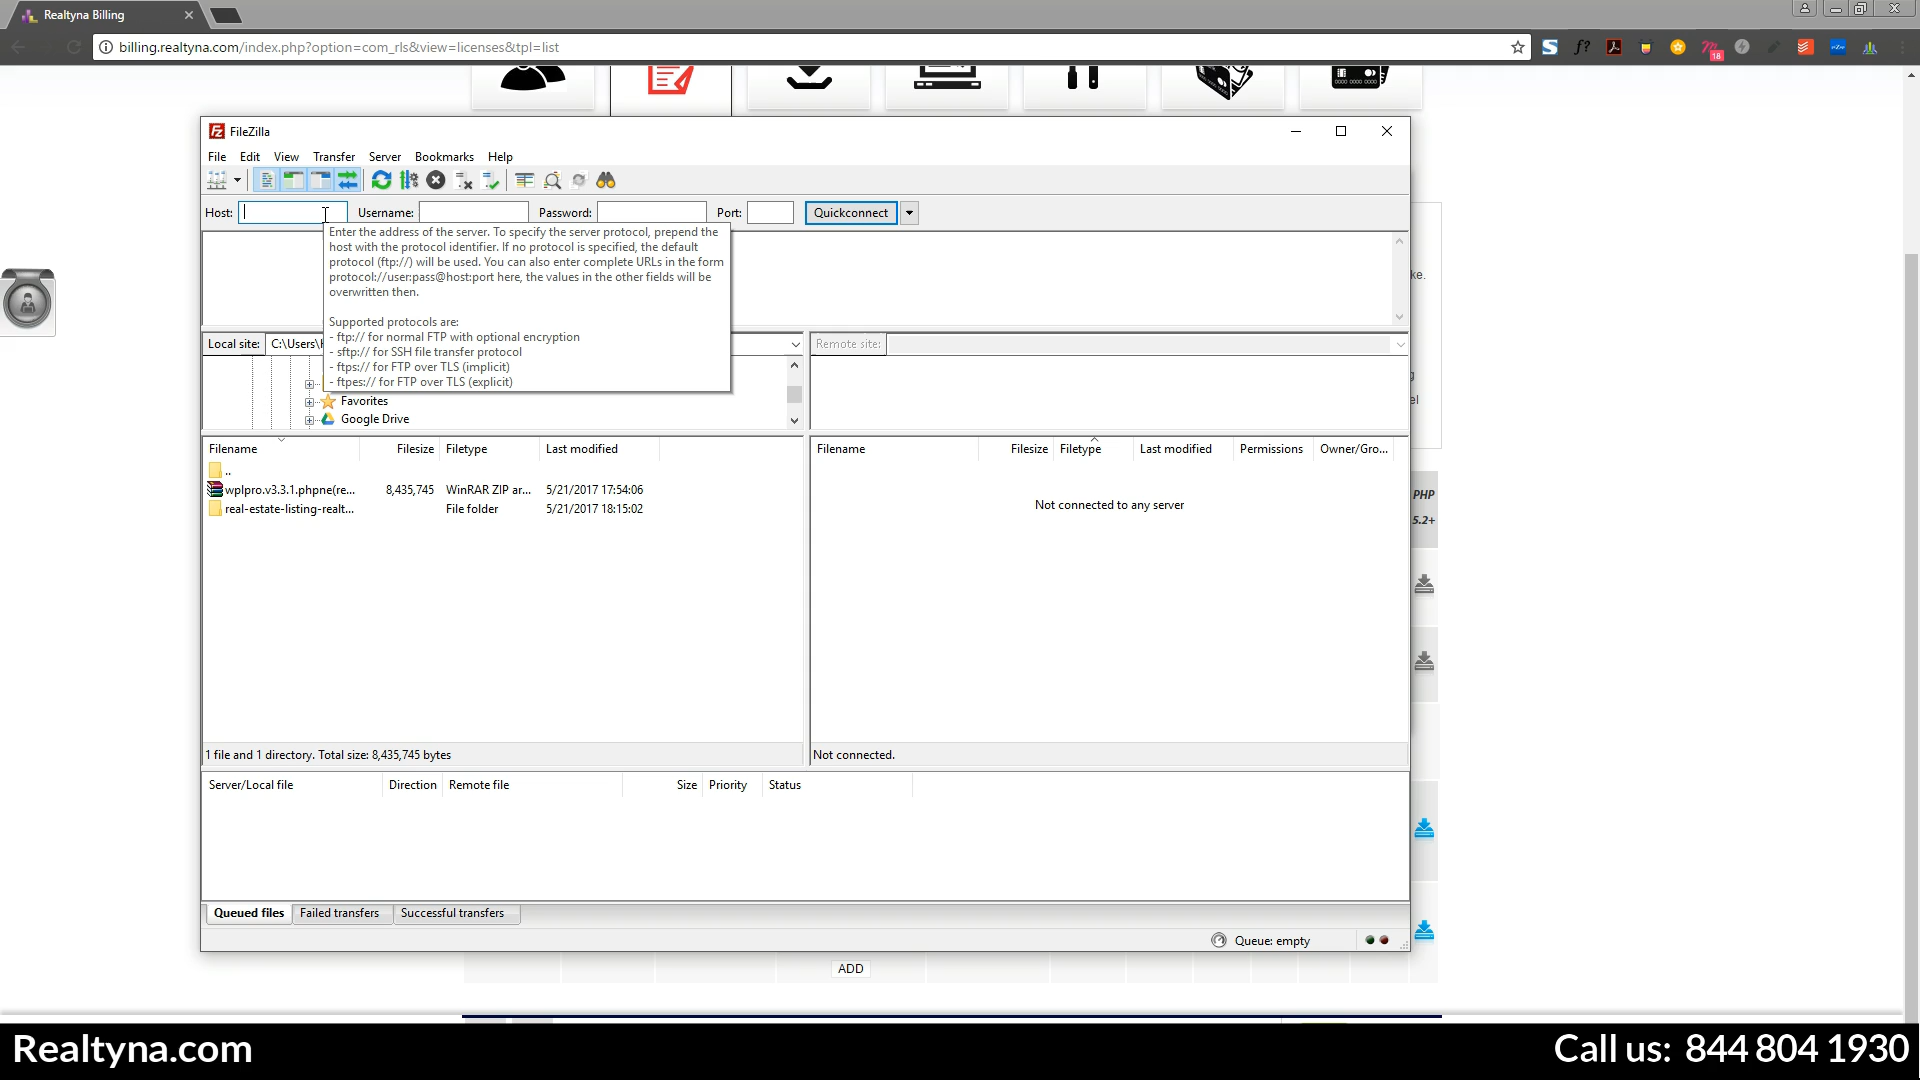 Realtyna Billing
billing.realtyna.com/index.php?option=com_rls&view=licenses&tpl=list
18
FileZilla
File Edit View Transfer Server Bookmarks Help
Host: Username: Password: Port: Quickconnect
Enter the address of the server. To specify the server protocol, prepend the
host with the protocol identifier. If no protocol is specified, the default
protocol (ftp://) will be used. You can also enter complete URLs in the form
protocol://user:pass@host:port here, the values in the other fields will be
overwritten then.
Supported protocols are:
- ftp:// for normal FTP with optional encryption
- sftp:// for SSH file transfer protocol
- ftps:// for FTP over TLS (implicit)
- ftpes:// for FTP over TLS (explicit)
ke.
Local site: C:\Users\ Remote site:
el
Favorites
Google Drive
Filename Filesize Filetype Last modified
..
wplpro.v3.3.1.phpne(re... 8,435,745 WinRAR ZIP ar... 5/21/2017 17:54:06
real-estate-listing-realt... File folder 5/21/2017 18:15:02
1 file and 1 directory. Total size: 8,435,745 bytes
Filename Filesize Filetype Last modified Permissions Owner/Gro...
Not connected to any server
Not connected.
PHP
5.2+
Server/Local file Direction Remote file Size Priority Status
Queued files Failed transfers Successful transfers
Queue: empty
ADD
Realtyna.com Call us: 844 804 1930